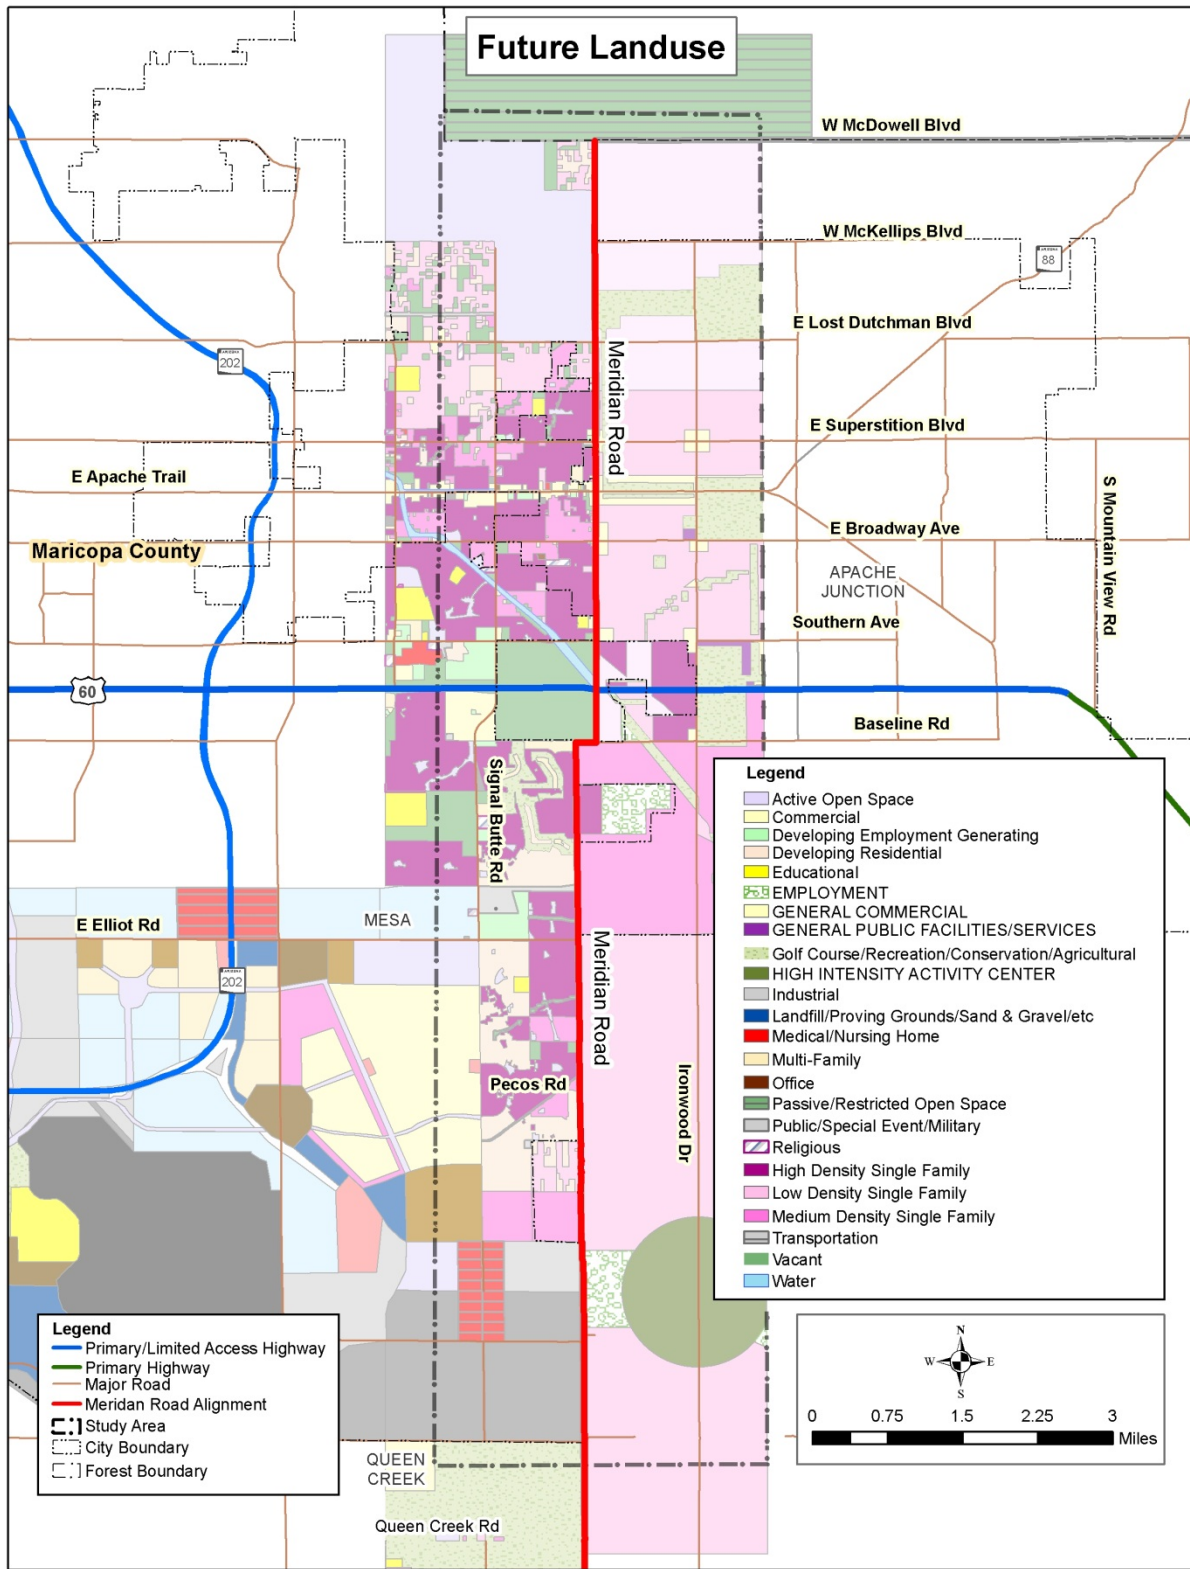 Future Landuse
W McDowell Blvd
W McKellips Blvd
88
E Lost Dutchman Blvd
ARIZONA
202
Meridian Road
E Superstition Blvd
E Apache Trail
E Broadway Ave
S Mountain View Rd
Maricopa County
APACHE
JUNCTION
Southern Ave
60
Baseline Rd
Signal Butte Rd
Legend
Active Open Space
Commercial
Developing Employment Generating
Developing Residential
Educational
EMPLOYMENT
GENERAL COMMERCIAL
GENERAL PUBLIC FACILITIES/SERVICES
Golf Course/Recreation/Conservation/Agricultural
HIGH INTENSITY ACTIVITY CENTER
Industrial
Landfill/Proving Grounds/Sand & Gravel/etc
Medical/Nursing Home
Multi-Family
Office
Passive/Restricted Open Space
Public/Special Event/Military
Religious
High Density Single Family
Low Density Single Family
Medium Density Single Family
Transportation
Vacant
Water
E Elliot Rd
MESA
202
Meridian Road
Pecos Rd
Ironwood Dr
Legend
Primary/Limited Access Highway
Primary Highway
Major Road
Meridan Road Alignment
Study Area
City Boundary
Forest Boundary
N
W
E
S
0 0.75 1.5 2.25 3
Miles
QUEEN
CREEK
Queen Creek Rd